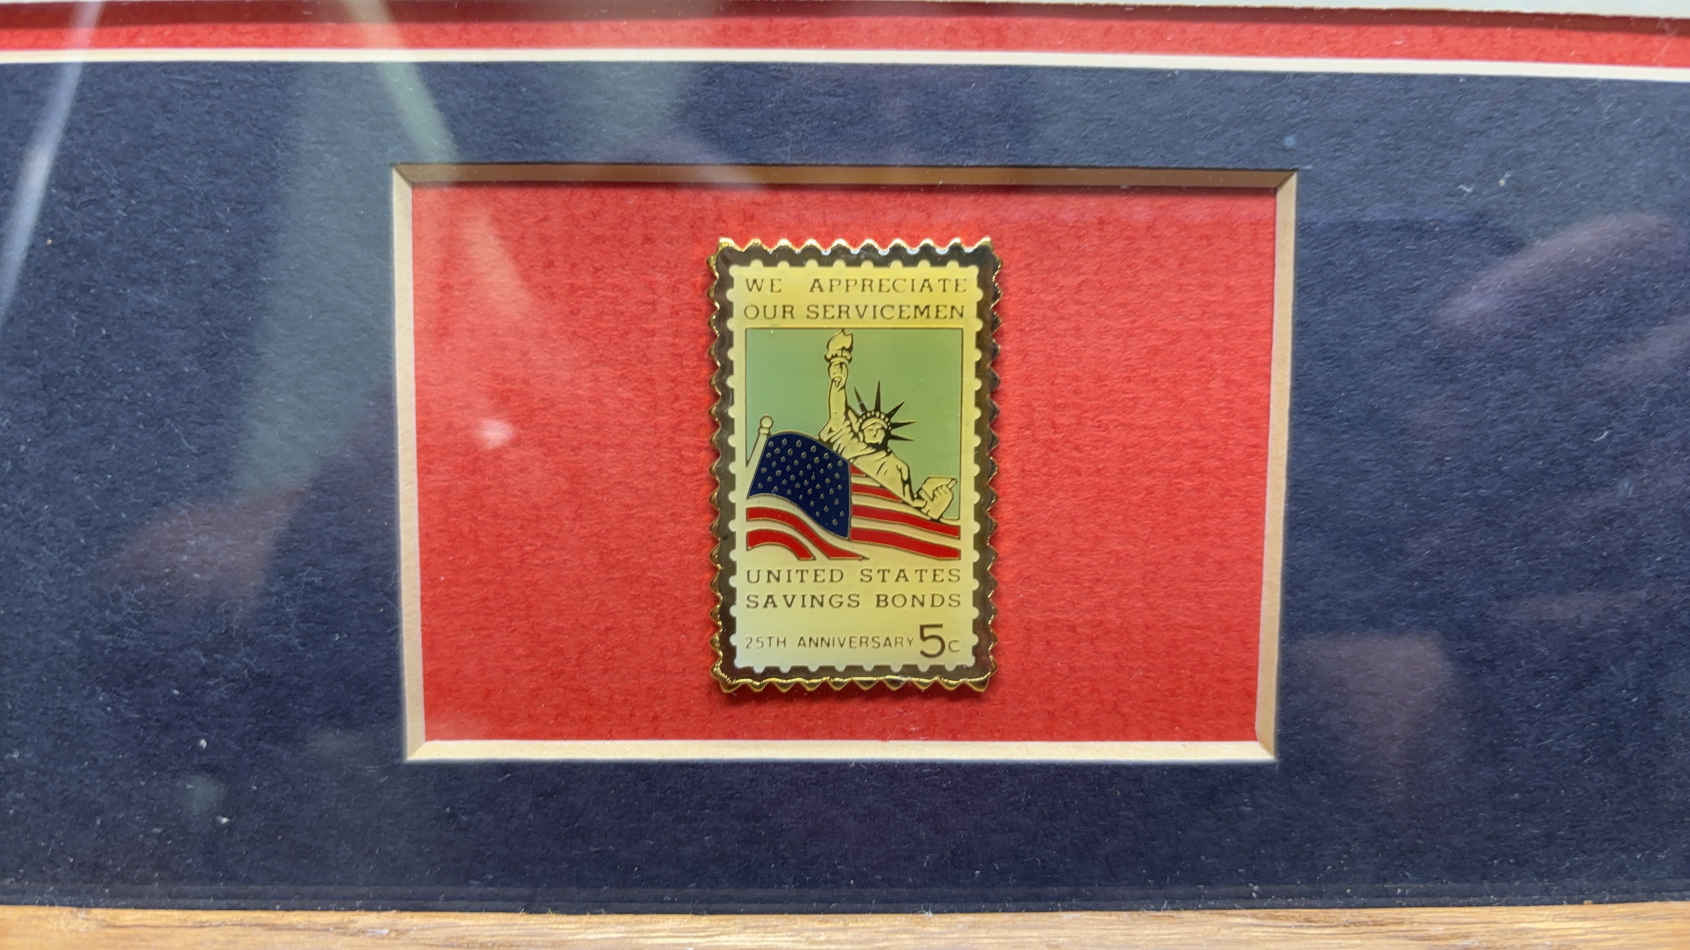 WE APPRECIATE
OUR SERVICEMEN
UNITED STATES
SAVINGS BONDS
25TH ANNIVERSARY 5c